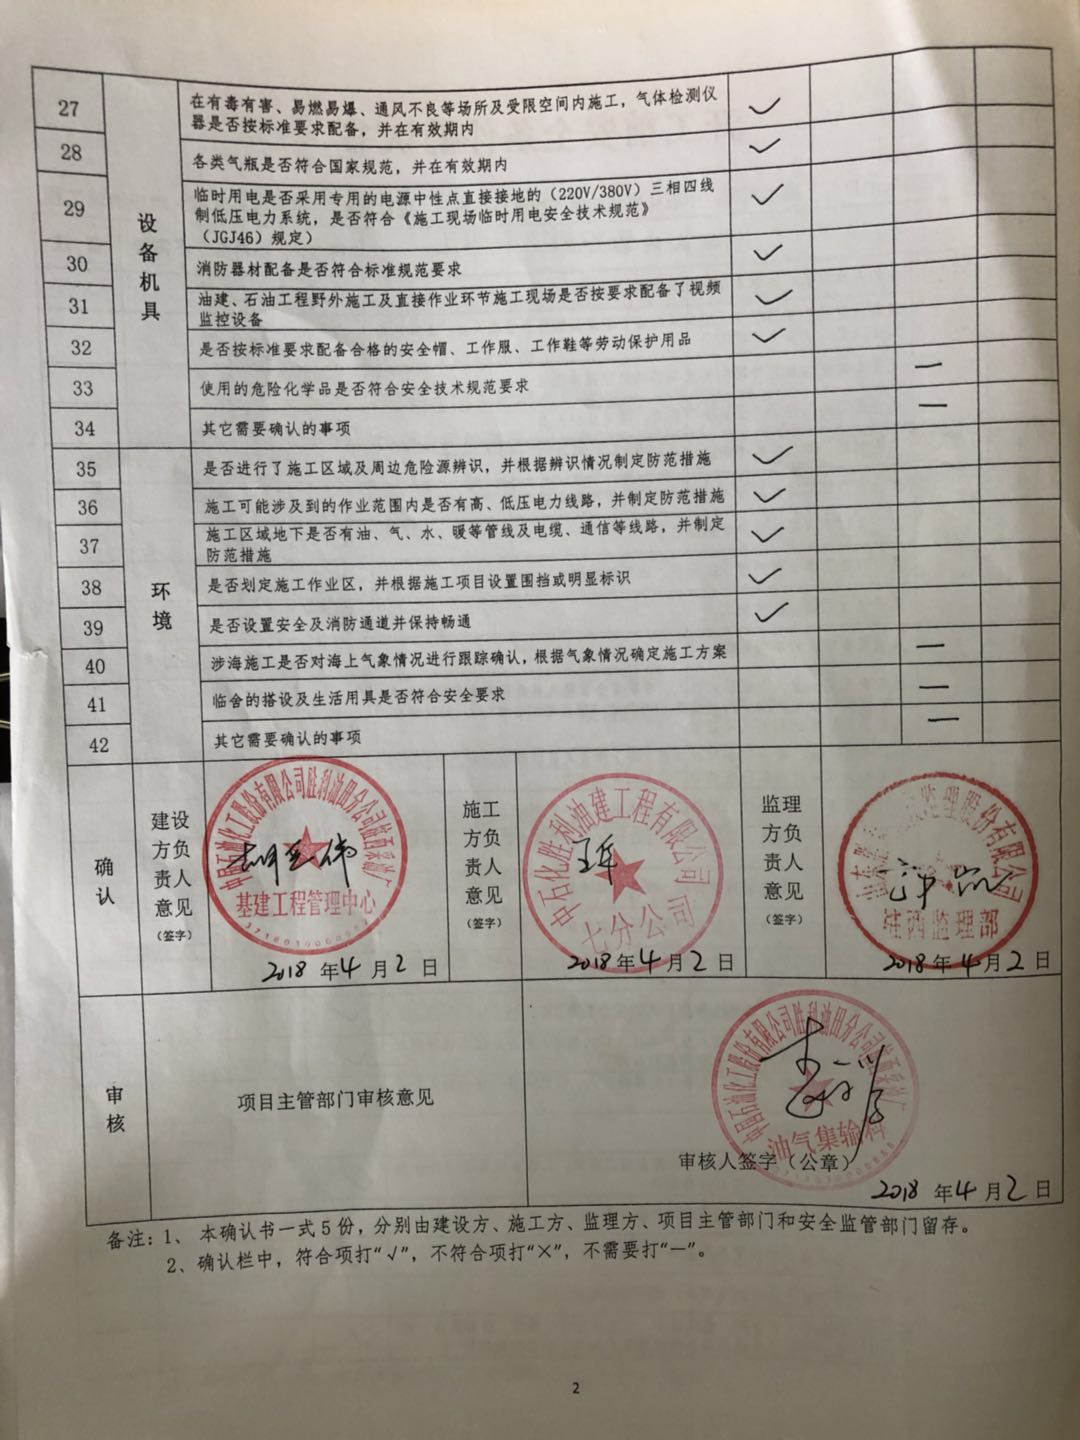 27 在有毒有害、易燃易爆、通风不良等场所及受限空间内施工，气体检测仪
器是否按标准要求配备，并在有效期内 ✓
28 各类气瓶是否符合国家规范，并在有效期内 ✓
设备机具
29 临时用电是否采用专用的电源中性点直接接地的（220V/380V）三相四线
制低压电力系统，是否符合《施工现场临时用电安全技术规范》
（JGJ46）规定） ✓
30 消防器材配备是否符合标准规范要求 ✓
31 油建、石油工程野外施工及直接作业环节施工现场是否按要求配备了视频
监控设备 ✓
32 是否按标准要求配备合格的安全帽、工作服、工作鞋等劳动保护用品 ✓
33 使用的危险化学品是否符合安全技术规范要求 —
34 其它需要确认的事项 —
35 是否进行了施工区域及周边危险源辨识，并根据辨识情况制定防范措施 ✓
36 施工可能涉及到的作业范围内是否有高、低压电力线路，并制定防范措施 ✓
37 施工区域地下是否有油、气、水、暖等管线及电缆、通信等线路，并制定
防范措施 ✓
环境
38 是否划定施工作业区，并根据施工项目设置围挡或明显标识 ✓
39 是否设置安全及消防通道并保持畅通 ✓
40 涉海施工是否对海上气象情况进行跟踪确认，根据气象情况确定施工方案 —
41 临舍的搭设及生活用具是否符合安全要求 —
42 其它需要确认的事项 —
确认
建设
方负
责人
意见
（签字）
中国石油化工股份有限公司胜利油田分公司
基建工程管理中心
2018 年 4 月 2 日
施工
方负
责人
意见
（签字）
中石化胜利油建工程有限公司
七分公司
2018 年 4 月 2 日
监理
方负
责人
意见
（签字）
监理股份有限公司
桩西监理部
2018 年 4 月 2 日
审核
项目主管部门审核意见
中国石油化工股份有限公司胜利油田分公司
油气集输科
审核人签字（公章）
2018 年 4 月 2 日
备注：1、 本确认书一式 5 份，分别由建设方、施工方、监理方、项目主管部门和安全监管部门留存。
2、确认栏中，符合项打“√”，不符合项打“×”，不需要打“—”。
2